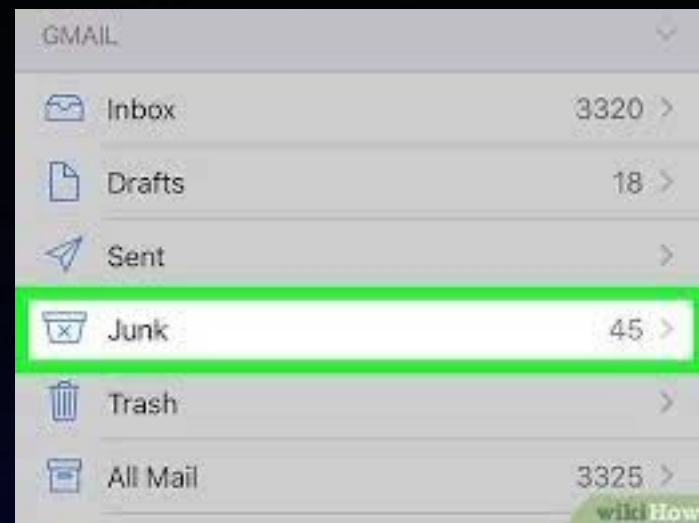 GMAIL
Inbox 3320
Drafts 18
Sent
Junk 45
Trash
All Mail 3325
wikiHow